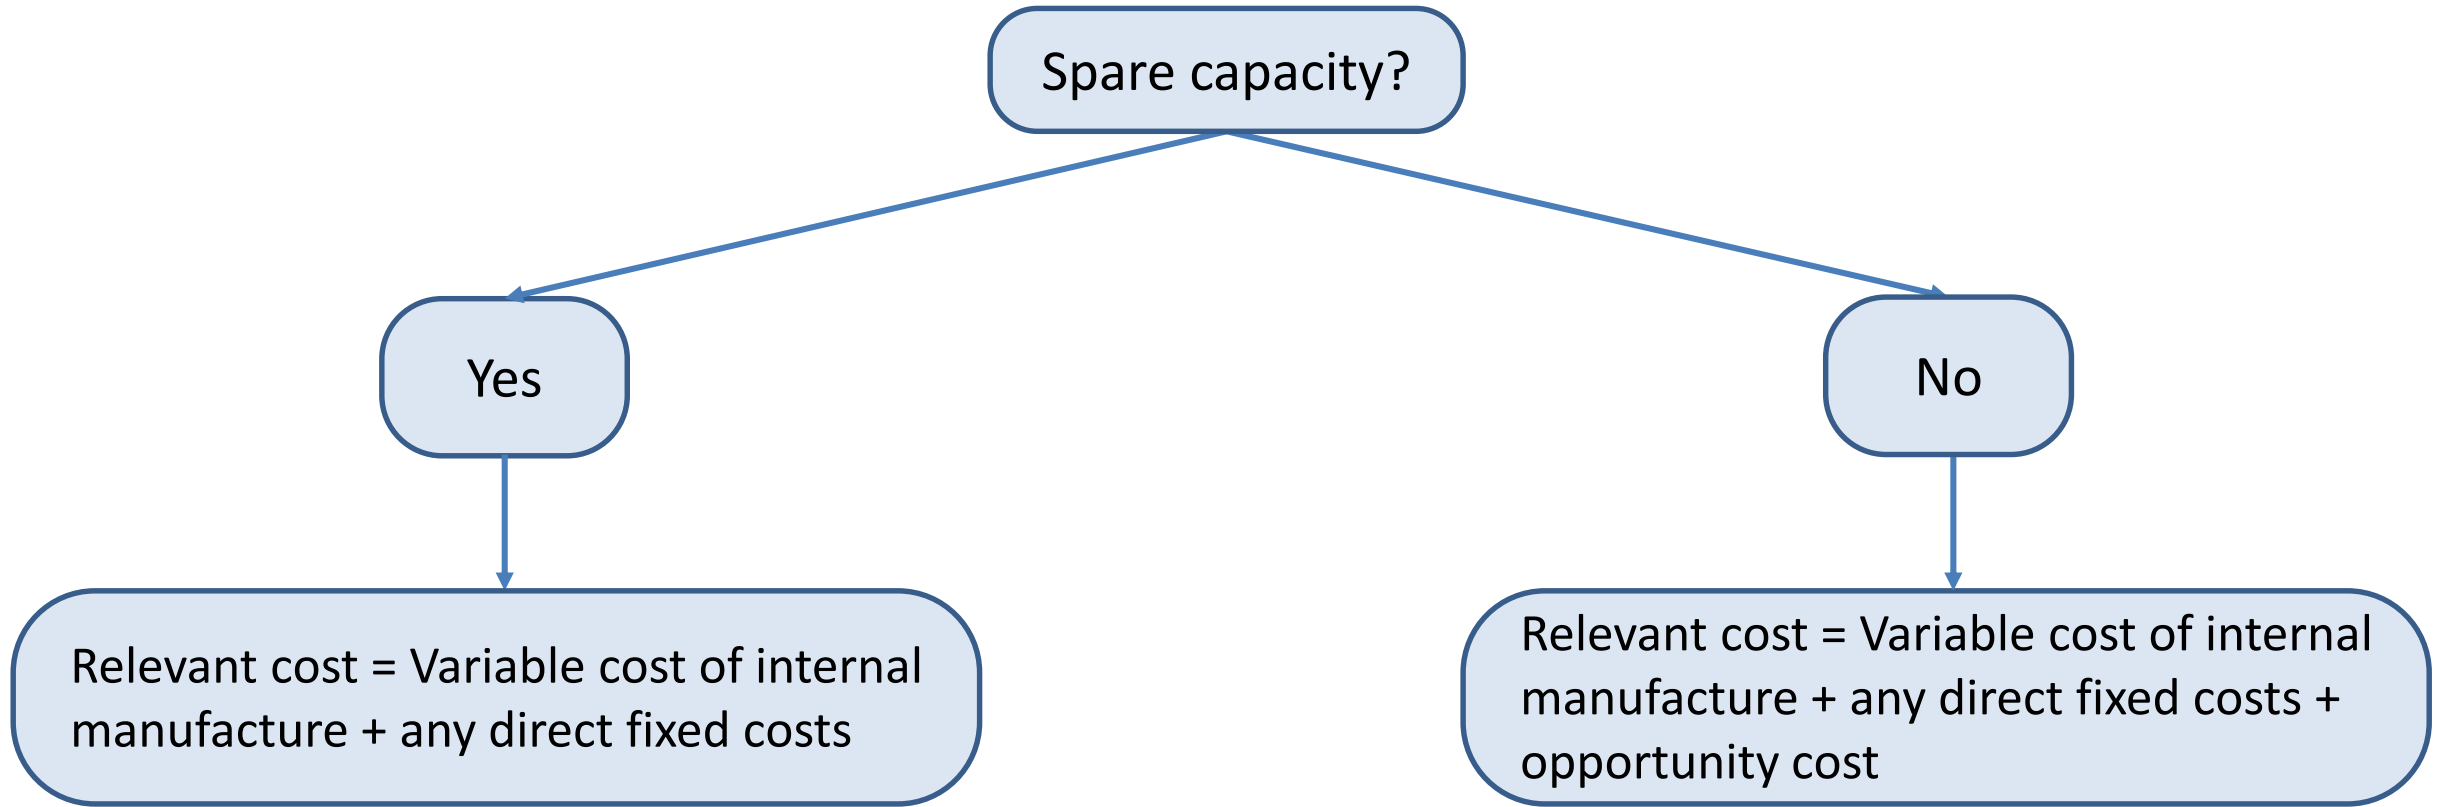 Spare capacity?
Yes
No
Relevant cost = Variable cost of internal
manufacture + any direct fixed costs
Relevant cost = Variable cost of internal
manufacture + any direct fixed costs +
opportunity cost